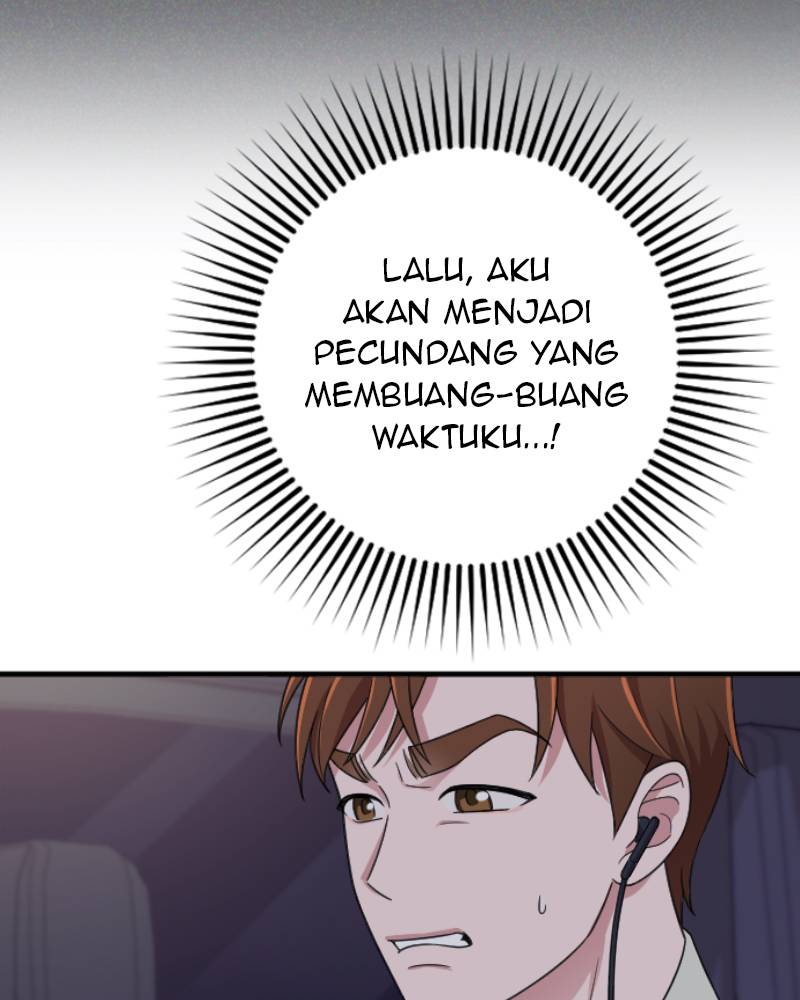 LALU, AKU
AKAN MENJADI
PECUNDANG YANG
MEMBUANG-BUANG
WAKTUKU...!